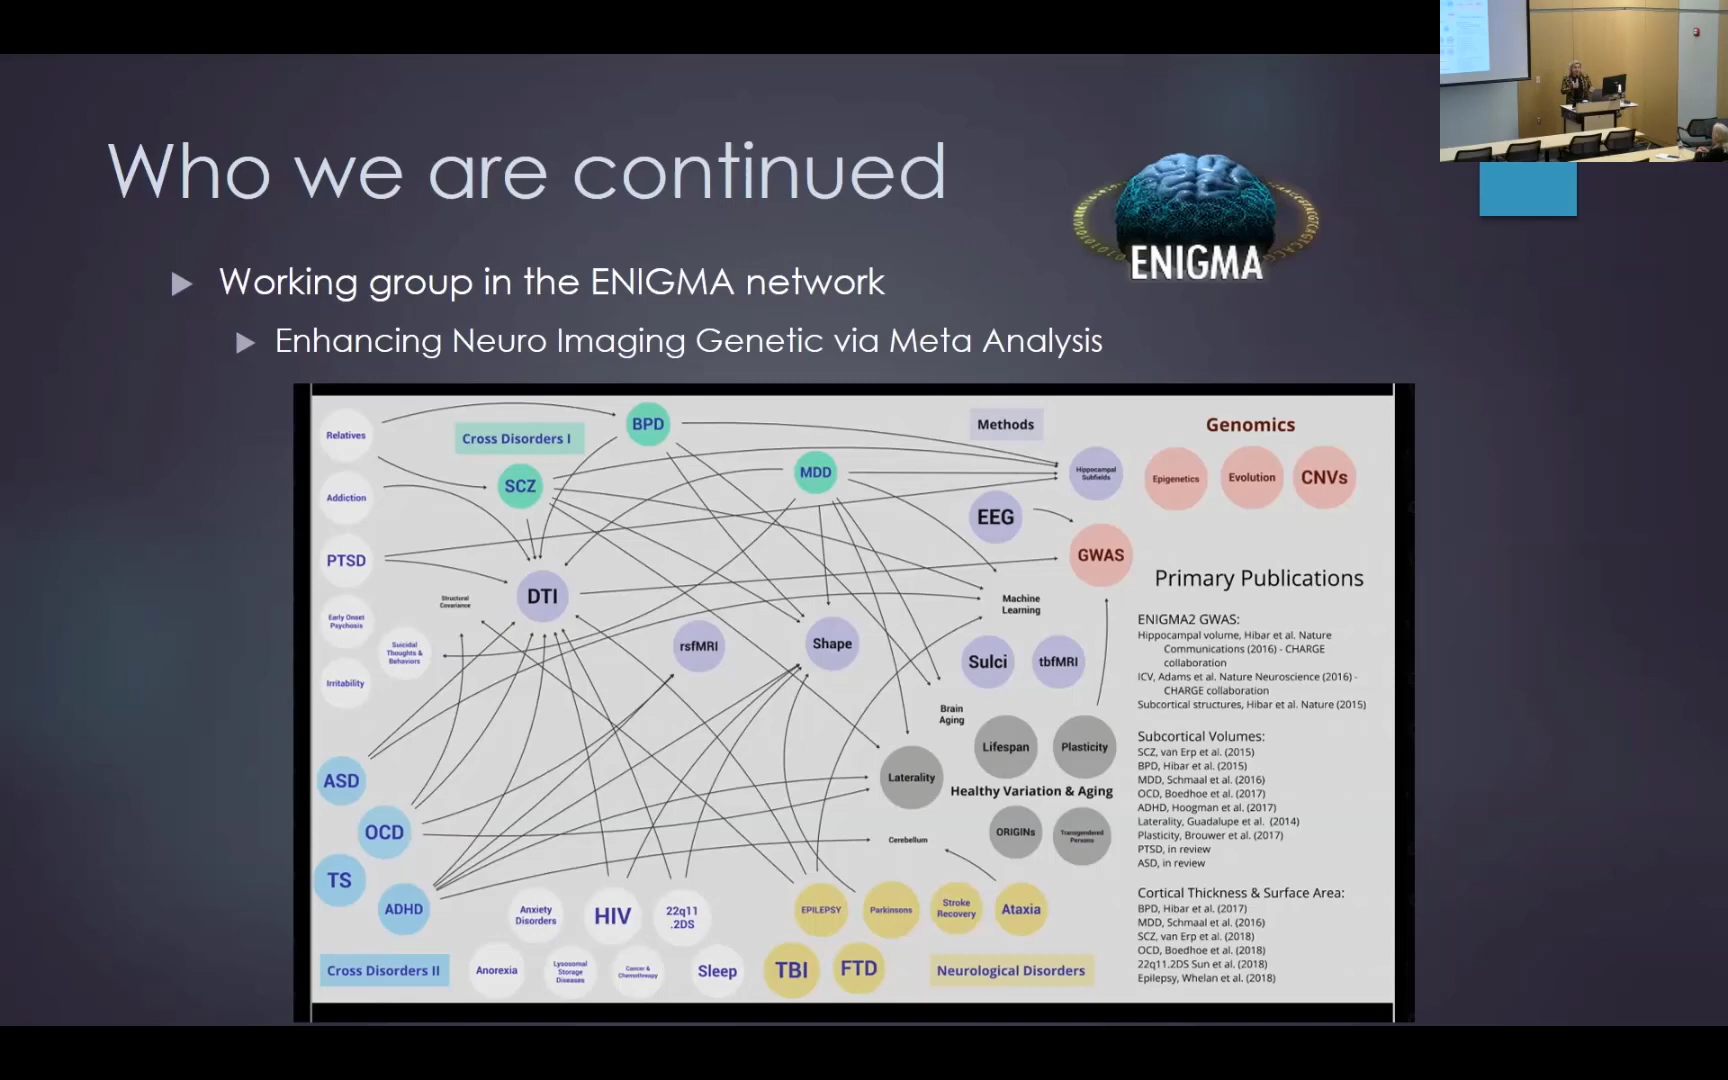 Who we are continued
ENIGMA
Working group in the ENIGMA network
Enhancing Neuro Imaging Genetic via Meta Analysis
Relatives
Addiction
PTSD
Early Onset
Psychosis
Irritability
Suicidal
Thoughts &
Behaviors
Cross Disorders I
BPD
SCZ
MDD
DTI
Structural
Covariance
rsfMRI
Shape
Methods
Hippocampal
Subfields
EEG
GWAS
Machine
Learning
Sulci
tbfMRI
Brain
Aging
Lifespan
Plasticity
Laterality
Healthy Variation & Aging
ORIGINs
Transgendered
Persons
Cerebellum
ASD
OCD
TS
ADHD
Cross Disorders II
Anxiety
Disorders
HIV
22q11
.2DS
Anorexia
Lysosomal
Storage
Diseases
Cancer &
Chemotherapy
Sleep
EPILEPSY
Parkinsons
Stroke
Recovery
Ataxia
TBI
FTD
Neurological Disorders
Genomics
Epigenetics
Evolution
CNVs
Primary Publications
ENIGMA2 GWAS:
Hippocampal volume, Hibar et al. Nature
Communications (2016) - CHARGE
collaboration
ICV, Adams et al. Nature Neuroscience (2016) -
CHARGE collaboration
Subcortical structures, Hibar et al. Nature (2015)
Subcortical Volumes:
SCZ, van Erp et al. (2015)
BPD, Hibar et al. (2015)
MDD, Schmaal et al. (2016)
OCD, Boedhoe et al. (2017)
ADHD, Hoogman et al. (2017)
Laterality, Guadalupe et al. (2014)
Plasticity, Brouwer et al. (2017)
PTSD, in review
ASD, in review
Cortical Thickness & Surface Area:
BPD, Hibar et al. (2017)
MDD, Schmaal et al. (2016)
SCZ, van Erp et al. (2018)
OCD, Boedhoe et al. (2018)
22q11.2DS Sun et al. (2018)
Epilepsy, Whelan et al. (2018)